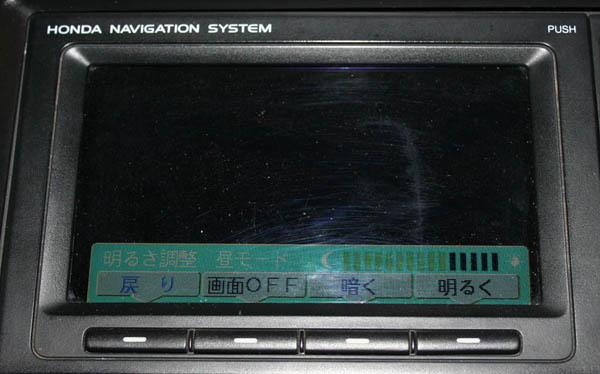 HONDA NAVIGATION SYSTEM
PUSH
明るさ調整 昼モード
戻り 画面OFF 暗く 明るく